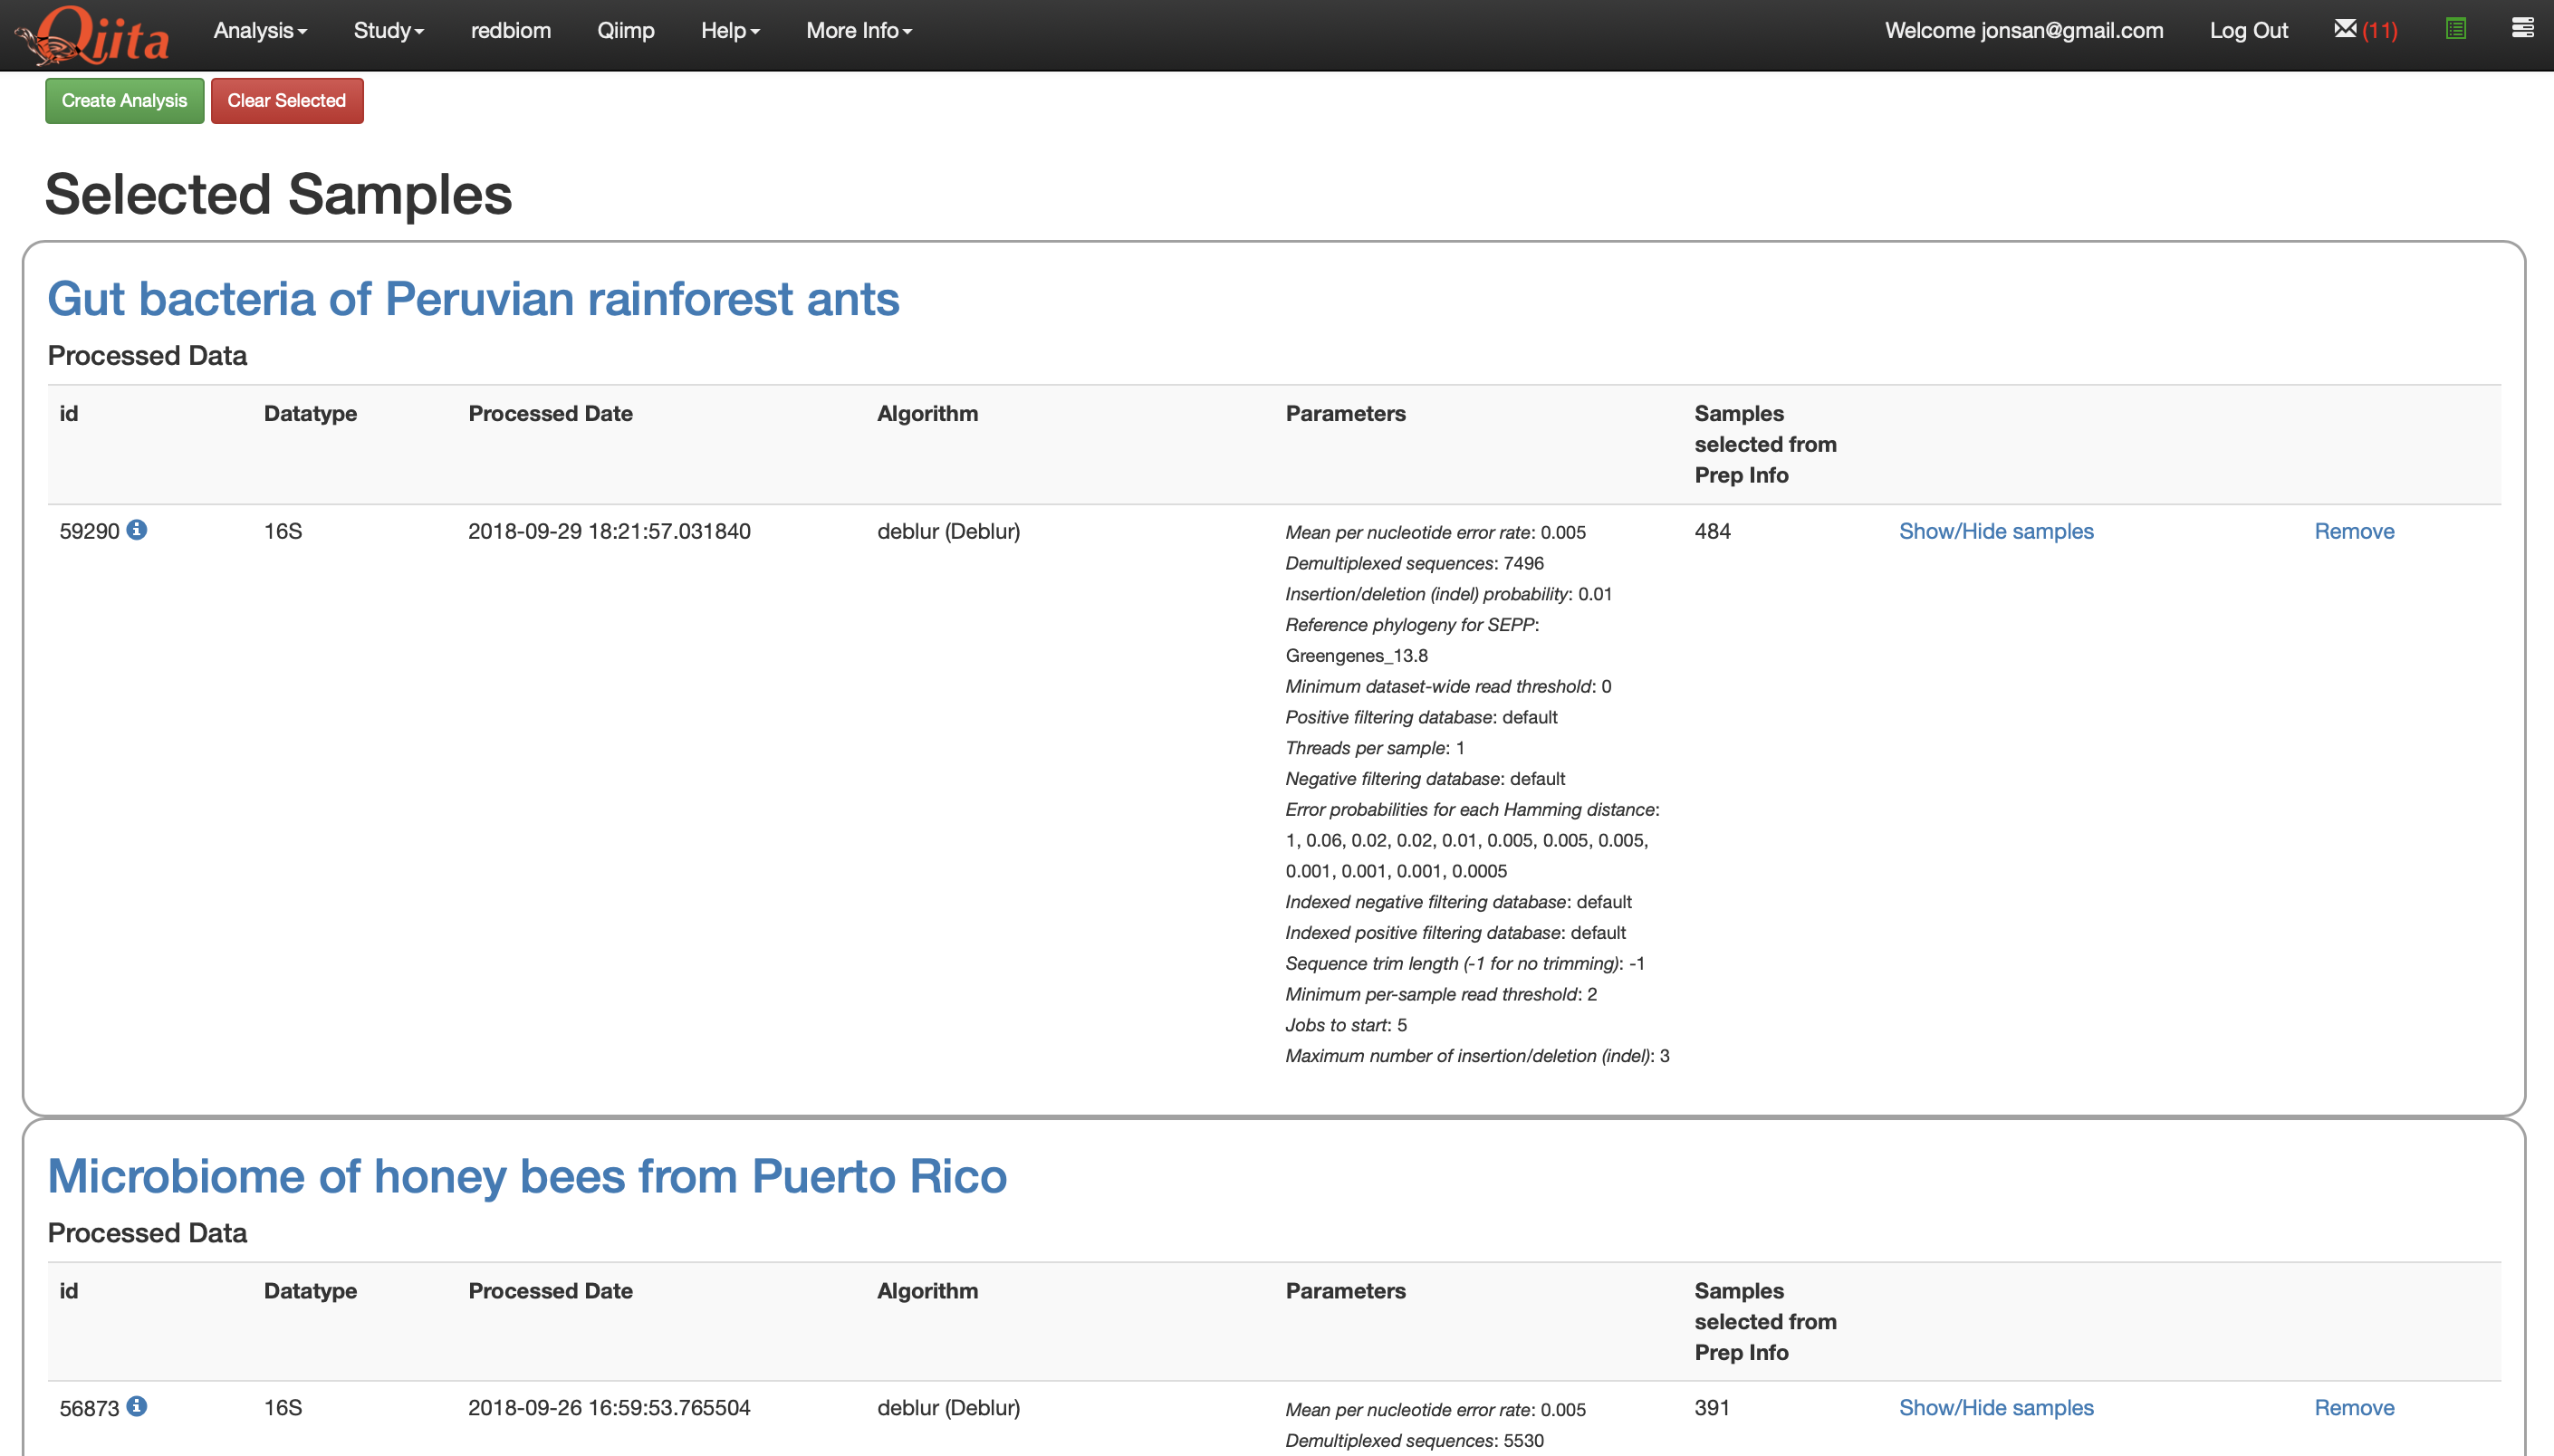 Qiita Analysis Study redbiom Qiimp Help More Info Welcome jonsan@gmail.com Log Out (11)
Create Analysis Clear Selected
Selected Samples
Gut bacteria of Peruvian rainforest ants
Processed Data
id Datatype Processed Date Algorithm Parameters Samples
selected from
Prep Info
59290 16S 2018-09-29 18:21:57.031840 deblur (Deblur) Mean per nucleotide error rate: 0.005 484 Show/Hide samples Remove
Demultiplexed sequences: 7496
Insertion/deletion (indel) probability: 0.01
Reference phylogeny for SEPP:
Greengenes_13.8
Minimum dataset-wide read threshold: 0
Positive filtering database: default
Threads per sample: 1
Negative filtering database: default
Error probabilities for each Hamming distance:
1, 0.06, 0.02, 0.02, 0.01, 0.005, 0.005, 0.005,
0.001, 0.001, 0.001, 0.0005
Indexed negative filtering database: default
Indexed positive filtering database: default
Sequence trim length (-1 for no trimming): -1
Minimum per-sample read threshold: 2
Jobs to start: 5
Maximum number of insertion/deletion (indel): 3
Microbiome of honey bees from Puerto Rico
Processed Data
id Datatype Processed Date Algorithm Parameters Samples
selected from
Prep Info
56873 16S 2018-09-26 16:59:53.765504 deblur (Deblur) Mean per nucleotide error rate: 0.005 391 Show/Hide samples Remove
Demultiplexed sequences: 5530